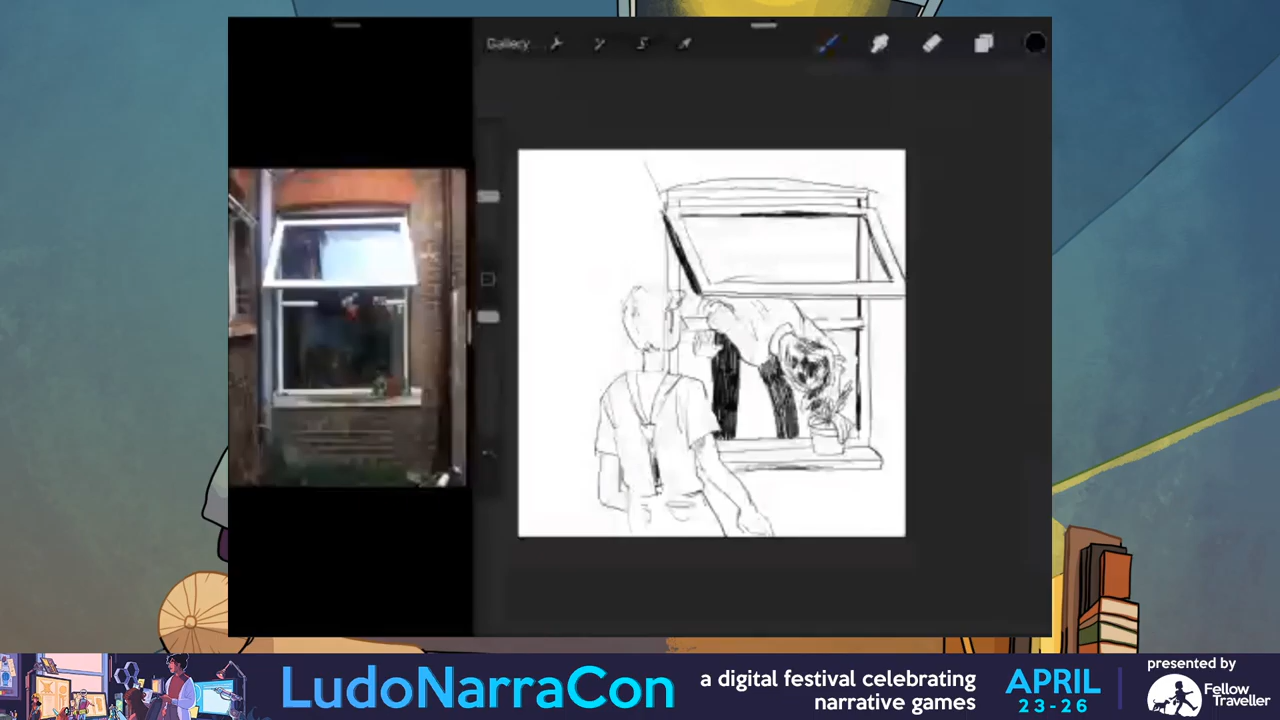 Gallery
LudoNarraCon
a digital festival celebrating
narrative games
APRIL
23-26
presented by
Fellow
Traveller